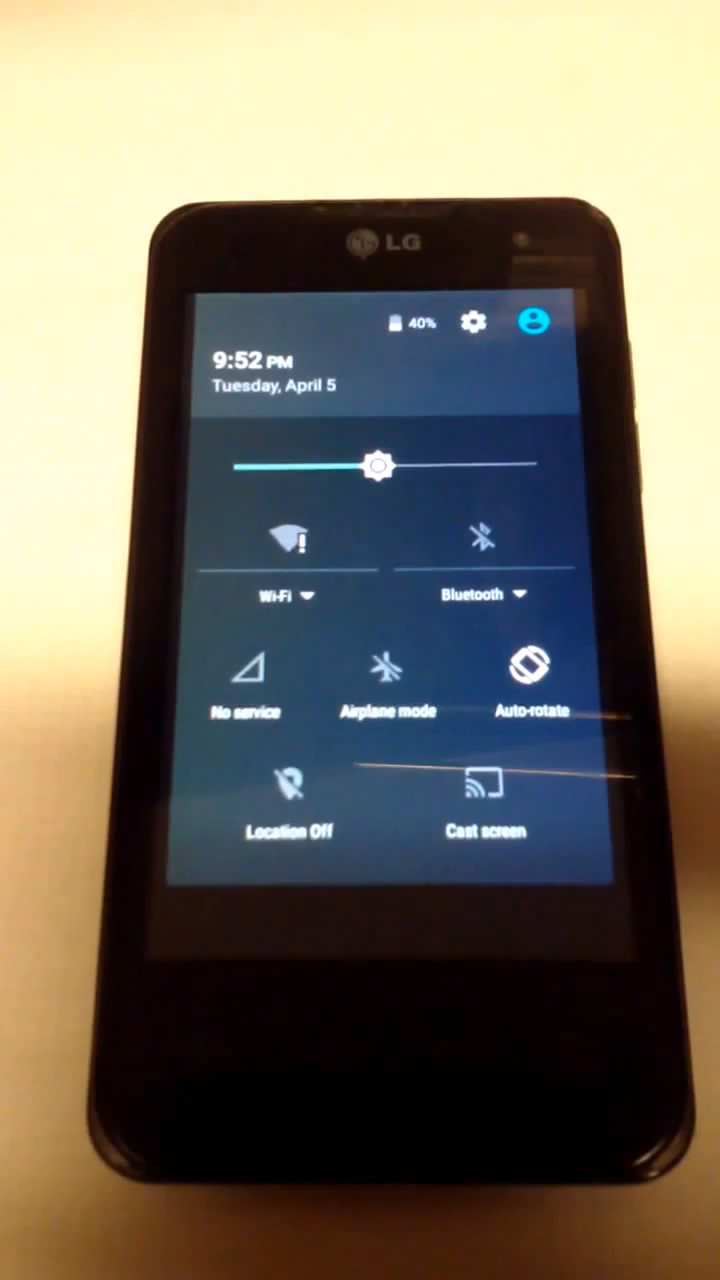 LG
40%
9:52 PM
Tuesday, April 5
Wi-Fi
Bluetooth
No service
Airplane mode
Auto-rotate
Location Off
Cast screen